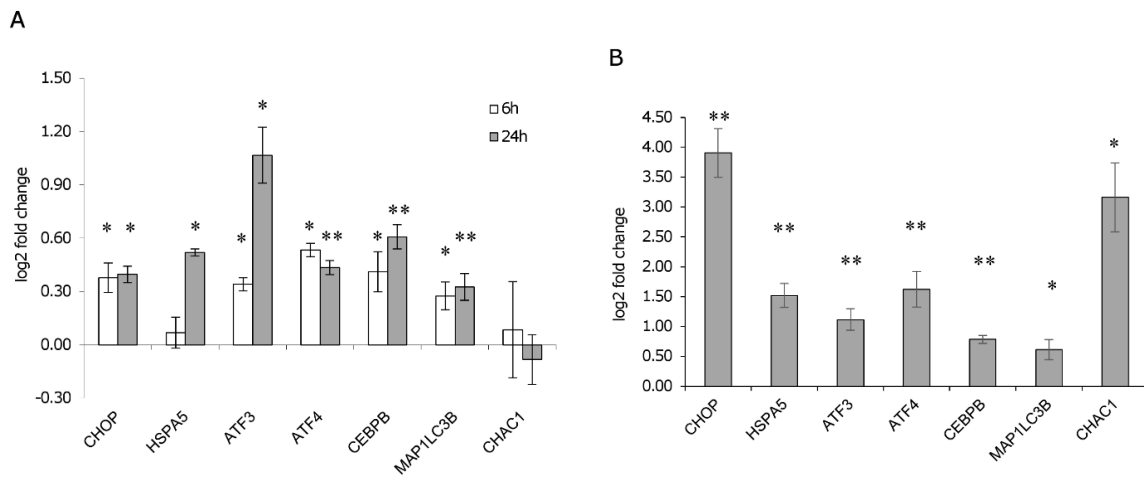 A
log2 fold change
1.50
1.20
0.90
0.60
0.30
0.00
-0.30
6h
24h
*
* * * * * ** * ** * **
CHOP
HSPA5
ATF3
ATF4
CEBPB
MAP1LC3B
CHAC1
B
log2 fold change
4.50
4.00
3.50
3.00
2.50
2.00
1.50
1.00
0.50
0.00
** ** ** ** ** * *
CHOP
HSPA5
ATF3
ATF4
CEBPB
MAP1LC3B
CHAC1